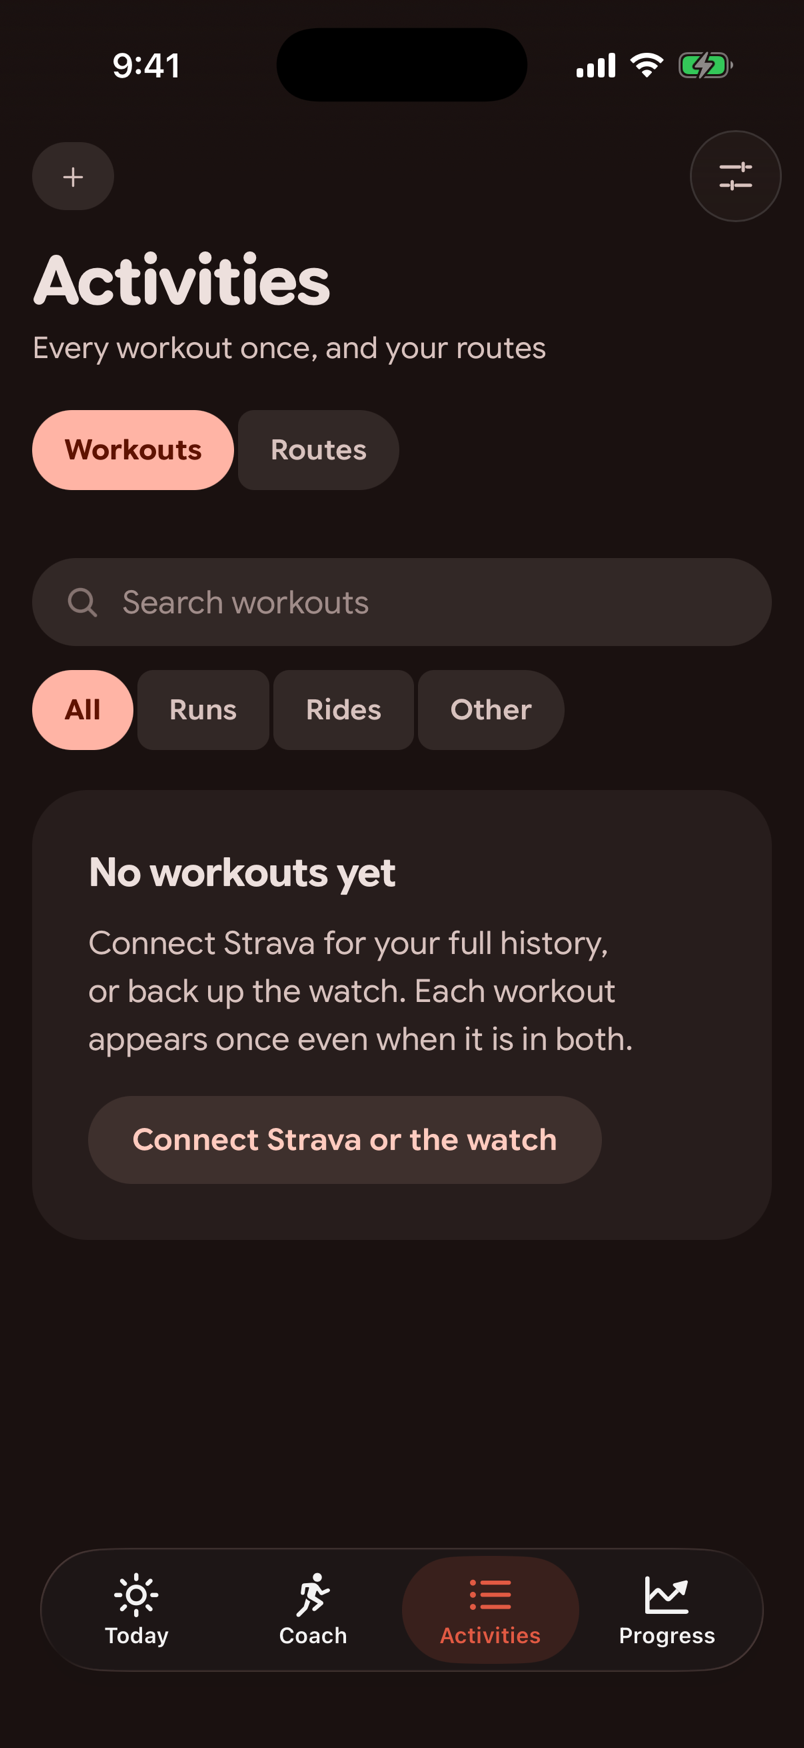 9:41
Activities
Every workout once, and your routes
Workouts
Routes
Search workouts
All
Runs
Rides
Other
No workouts yet
Connect Strava for your full history,
or back up the watch. Each workout
appears once even when it is in both.
Connect Strava or the watch
Today
Coach
Activities
Progress